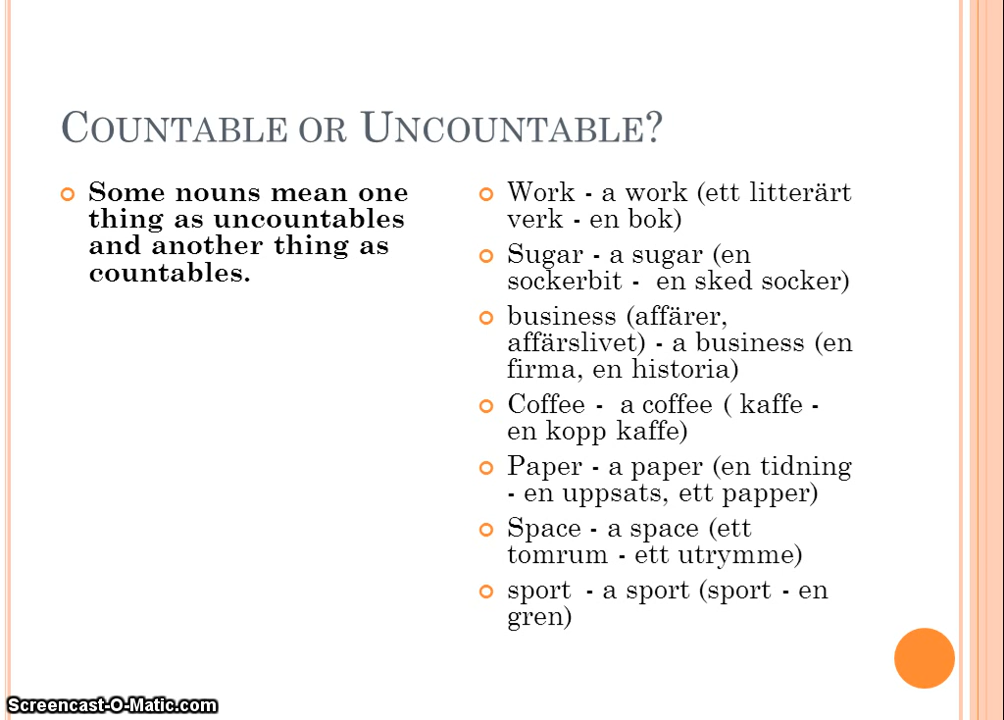 COUNTABLE OR UNCOUNTABLE?
Some nouns mean one
thing as uncountables
and another thing as
countables.
Work - a work (ett litterärt
verk - en bok)
Sugar - a sugar (en
sockerbit - en sked socker)
business (affärer,
affärslivet) - a business (en
firma, en historia)
Coffee - a coffee ( kaffe -
en kopp kaffe)
Paper - a paper (en tidning
- en uppsats, ett papper)
Space - a space (ett
tomrum - ett utrymme)
sport - a sport (sport - en
gren)
Screencast-O-Matic.com